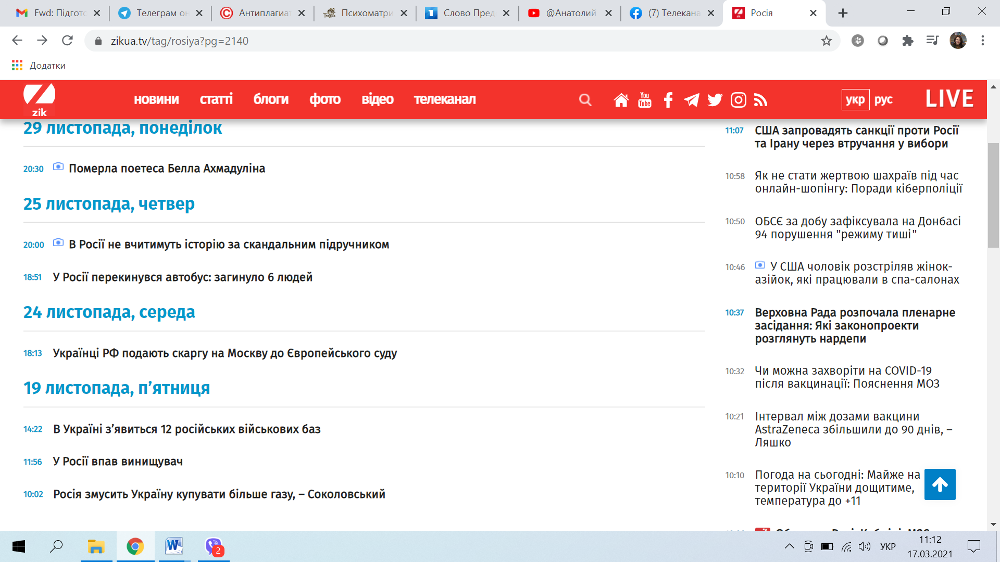 Fwd: Підгото
Телеграм он
Антиплагиат
Психоматри
Слово Пред
@Анатолий
(7) Телекана
Росія
zikua.tv/tag/rosiya?pg=2140
Додатки
zik
новини
статті
блоги
фото
відео
телеканал
You
Tube
укр
рус
LIVE
29 листопада, понеділок
20:30 Померла поетеса Белла Ахмадуліна
25 листопада, четвер
20:00 В Росії не вчитимуть історію за скандальним підручником
18:51 У Росії перекинувся автобус: загинуло 6 людей
24 листопада, середа
18:13 Українці РФ подають скаргу на Москву до Європейського суду
19 листопада, п’ятниця
14:22 В Україні з’явиться 12 російських військових баз
11:56 У Росії впав винищувач
10:02 Росія змусить Україну купувати більше газу, – Соколовський
11:07 США запровадять санкції проти Росії
та Ірану через втручання у вибори
10:58 Як не стати жертвою шахраїв під час
онлайн-шопінгу: Поради кіберполіції
10:50 ОБСЄ за добу зафіксувала на Донбасі
94 порушення "режиму тиші"
10:46 У США чоловік розстріляв жінок-
азійок, які працювали в спа-салонах
10:37 Верховна Рада розпочала пленарне
засідання: Які законопроекти
розглянуть нардепи
10:32 Чи можна захворіти на COVID-19
після вакцинації: Пояснення МОЗ
10:21 Інтервал між дозами вакцини
AstraZeneca збільшили до 90 днів, –
Ляшко
10:10 Погода на сьогодні: Майже на
території України дощитиме,
температура до +11
2
УКР
11:12
17.03.2021